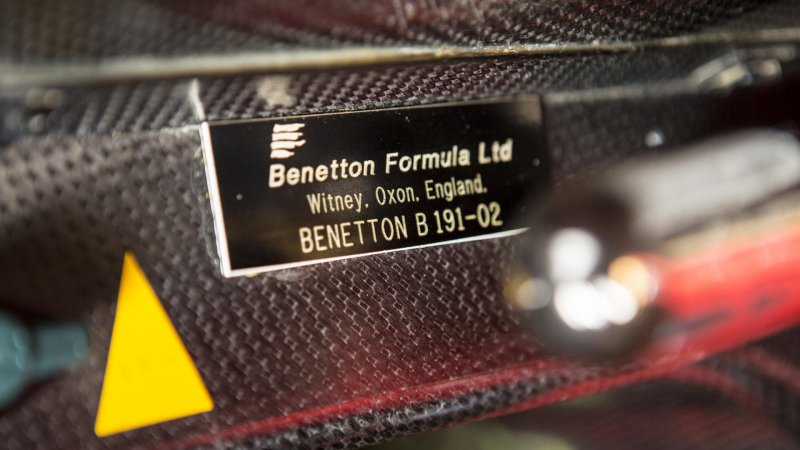 Benetton Formula Ltd
Witney, Oxon, England.
BENETTON B 191-02